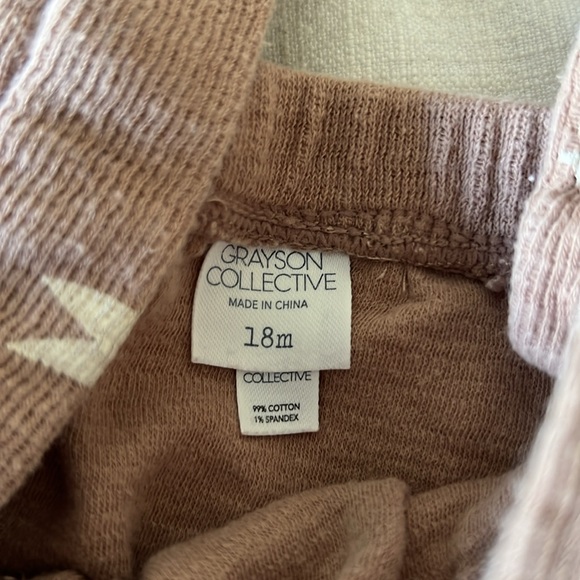 GRAYSON
COLLECTIVE
MADE IN CHINA
18m
COLLECTIVE
99% COTTON
1% SPANDEX